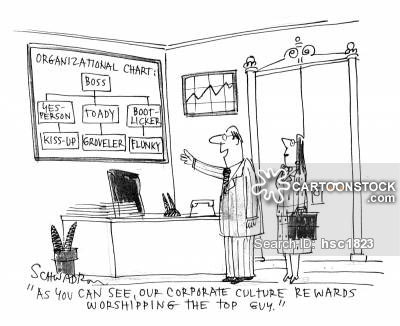 ORGANIZATIONAL CHART:
BOSS
YES-
PERSON
TOADY
BOOT-
LICKER
KISS-UP
GROVELER
FLUNKY
CARTOONSTOCK
.com
Search ID: hsc1823
SCHWADRON
"AS YOU CAN SEE, OUR CORPORATE CULTURE REWARDS
WORSHIPPING THE TOP GUY."